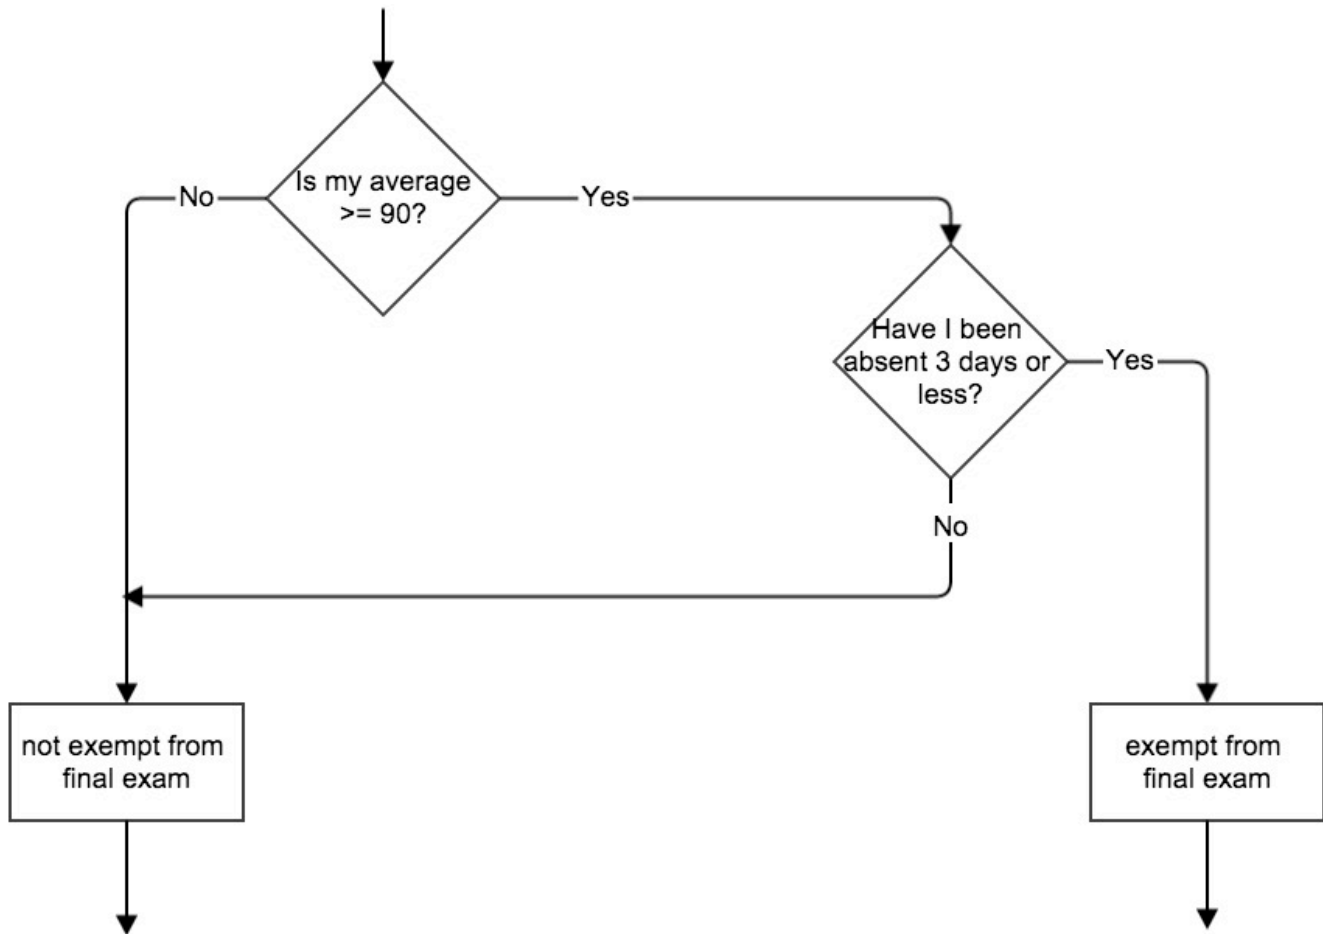 No
Is my average
>= 90?
Yes
Have I been
absent 3 days or
less?
Yes
No
not exempt from
final exam
exempt from
final exam